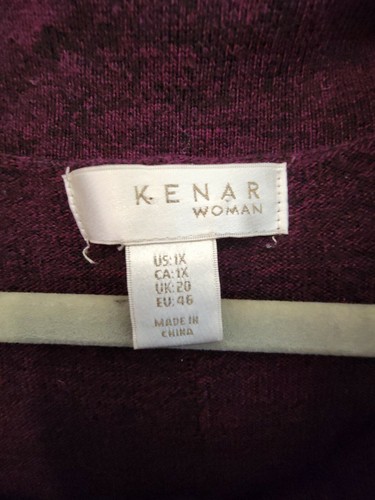 KENAR
WOMAN
US: 1X
CA: 1X
UK: 20
EU: 46
MADE IN
CHINA